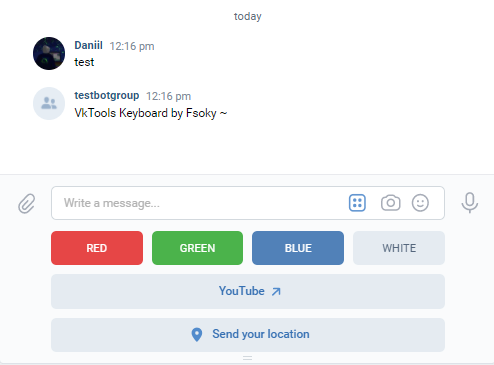 today
Daniil 12:16 pm
test
testbotgroup 12:16 pm
VkTools Keyboard by Fsoky ~
Write a message...
RED GREEN BLUE WHITE
YouTube
Send your location